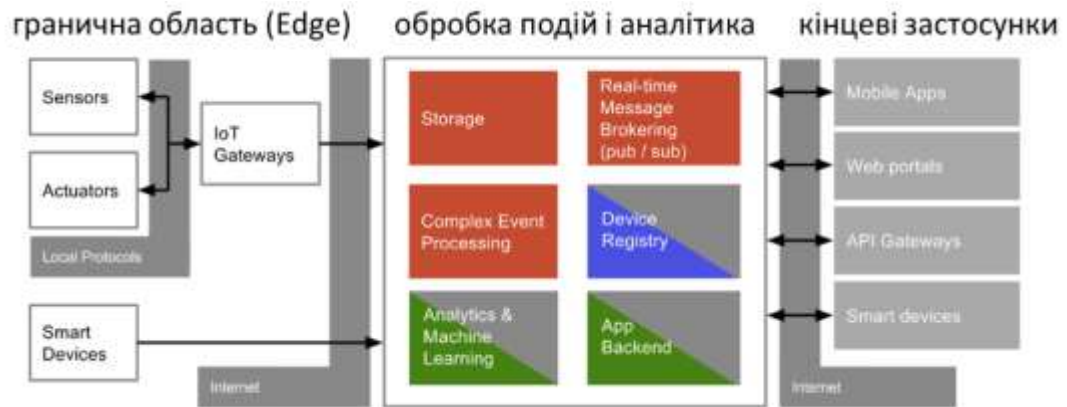 гранична область (Edge)
обробка подій і аналітика
кінцеві застосунки
Sensors
Actuators
Local Protocols
IoT
Gateways
Smart
Devices
Internet
Storage
Real-time
Message
Brokering
(pub / sub)
Complex Event
Processing
Device
Registry
Analytics &
Machine
Learning
App
Backend
Mobile Apps
Web portals
API Gateways
Smart devices
Internet